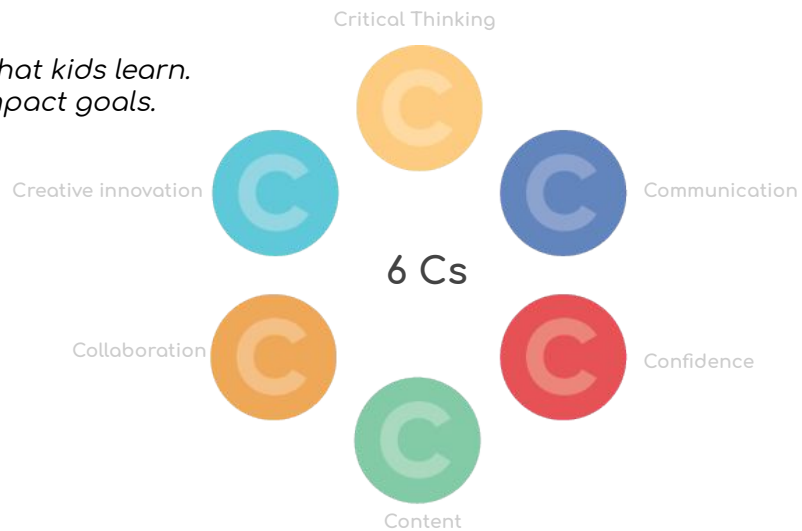 Critical Thinking
hat kids learn.
pact goals.
C
C
Creative innovation
C
Communication
6 Cs
C
Collaboration
C
Confidence
C
Content